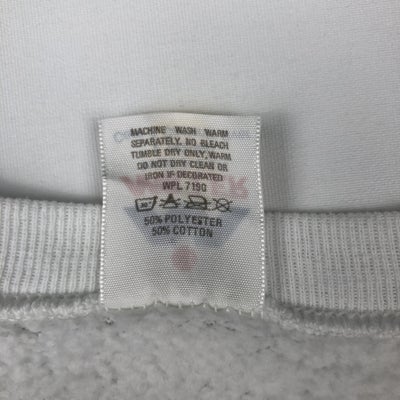 MACHINE WASH WARM
SEPARATELY, NO BLEACH
TUMBLE DRY ONLY, WARM
DO NOT DRY CLEAN OR
IRON IF DECORATED
WPL 7190
50% POLYESTER
50% COTTON